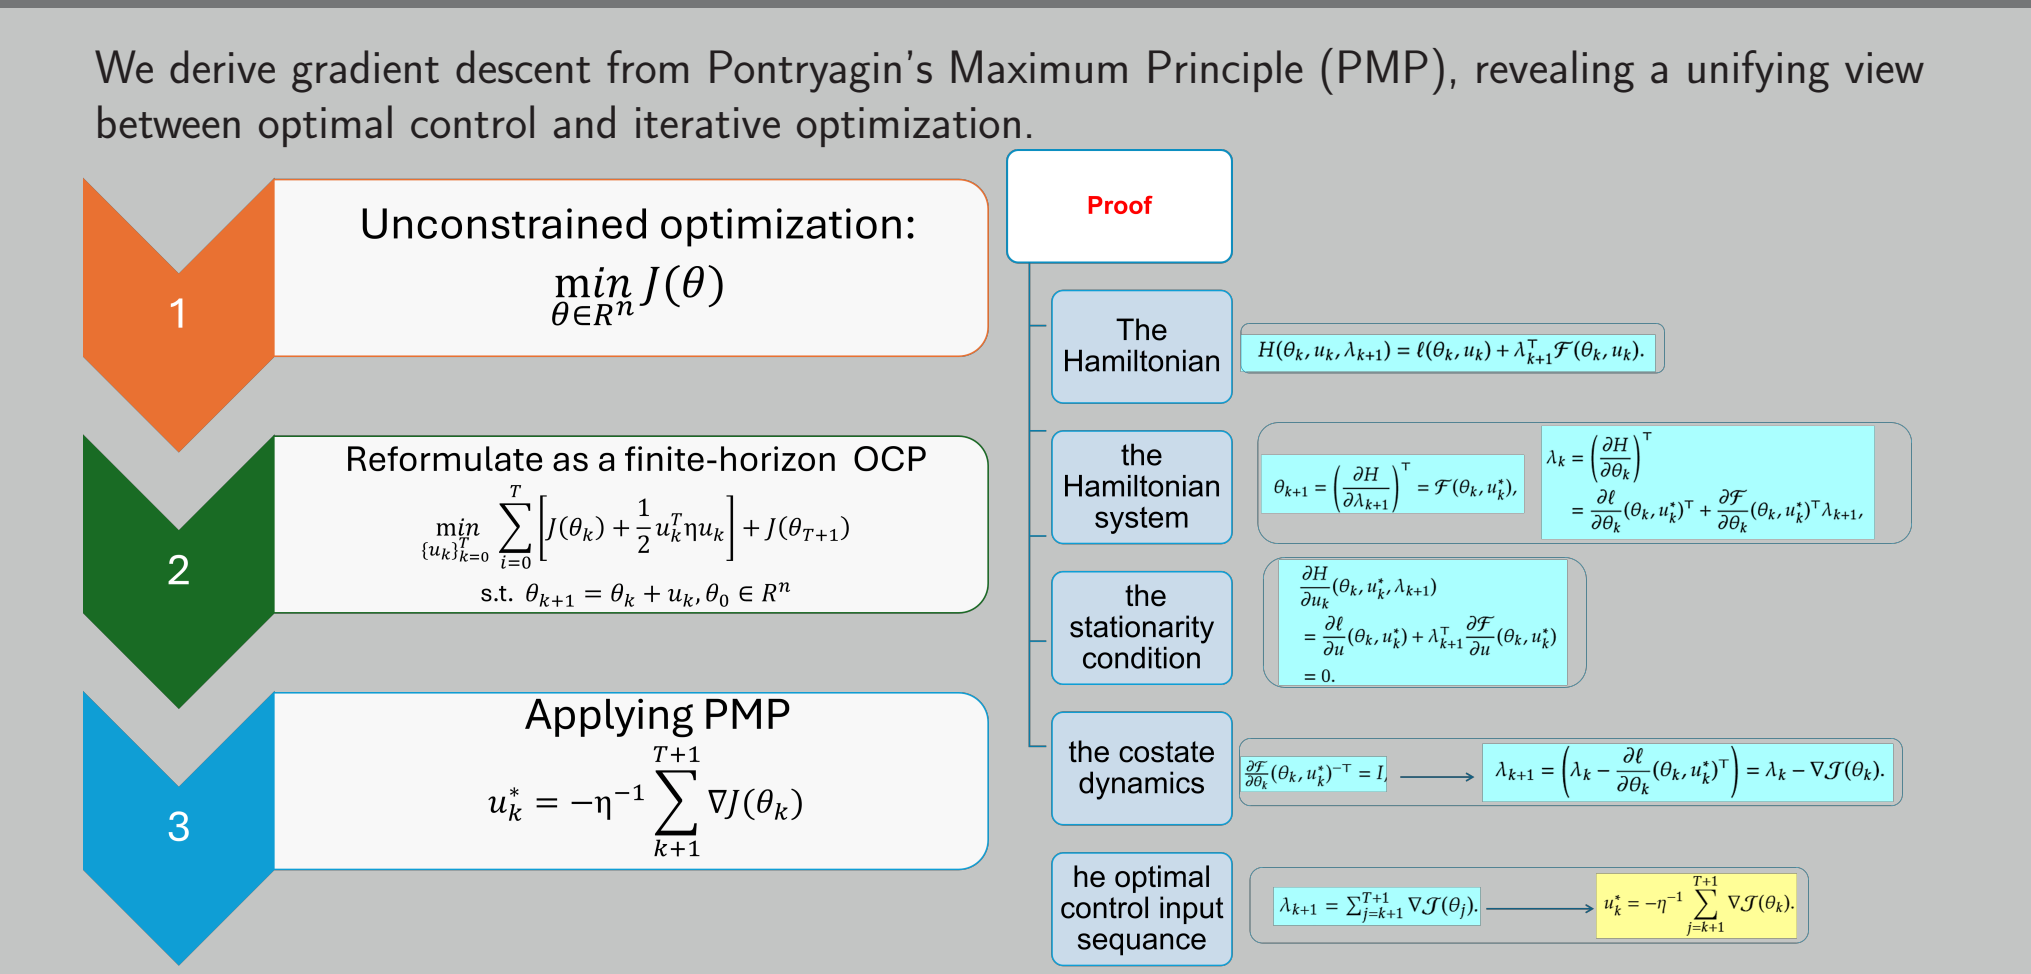 We derive gradient descent from Pontryagin's Maximum Principle (PMP), revealing a unifying view
between optimal control and iterative optimization.
1
Unconstrained optimization:
min J(θ)
θ∈Rⁿ
2
Reformulate as a finite-horizon OCP
min_{{u_k}_{k=0}^T} ∑_{i=0}^{T} [J(θ_k) + 1/2 u_k^T η u_k] + J(θ_{T+1})
s.t. θ_{k+1} = θ_k + u_k, θ_0 ∈ Rⁿ
3
Applying PMP
u_k^* = −η^{−1} ∑_{k+1}^{T+1} ∇J(θ_k)
Proof
The
Hamiltonian
H(θ_k, u_k, λ_{k+1}) = ℓ(θ_k, u_k) + λ_{k+1}^⊤ ℱ(θ_k, u_k).
the
Hamiltonian
system
θ_{k+1} = (∂H/∂λ_{k+1})^⊤ = ℱ(θ_k, u_k^*),
λ_k = (∂H/∂θ_k)^⊤
= ∂ℓ/∂θ_k (θ_k, u_k^*)^⊤ + ∂ℱ/∂θ_k (θ_k, u_k^*)^⊤ λ_{k+1},
the
stationarity
condition
∂H/∂u_k (θ_k, u_k^*, λ_{k+1})
= ∂ℓ/∂u (θ_k, u_k^*) + λ_{k+1}^⊤ ∂ℱ/∂u (θ_k, u_k^*)
= 0.
the costate
dynamics
∂ℱ/∂θ_k (θ_k, u_k^*)^{−⊤} = I,
λ_{k+1} = (λ_k − ∂ℓ/∂θ_k (θ_k, u_k^*)^⊤) = λ_k − ∇𝒥(θ_k).
he optimal
control input
sequance
λ_{k+1} = ∑_{j=k+1}^{T+1} ∇𝒥(θ_j).
u_k^* = −η^{−1} ∑_{j=k+1}^{T+1} ∇𝒥(θ_k).